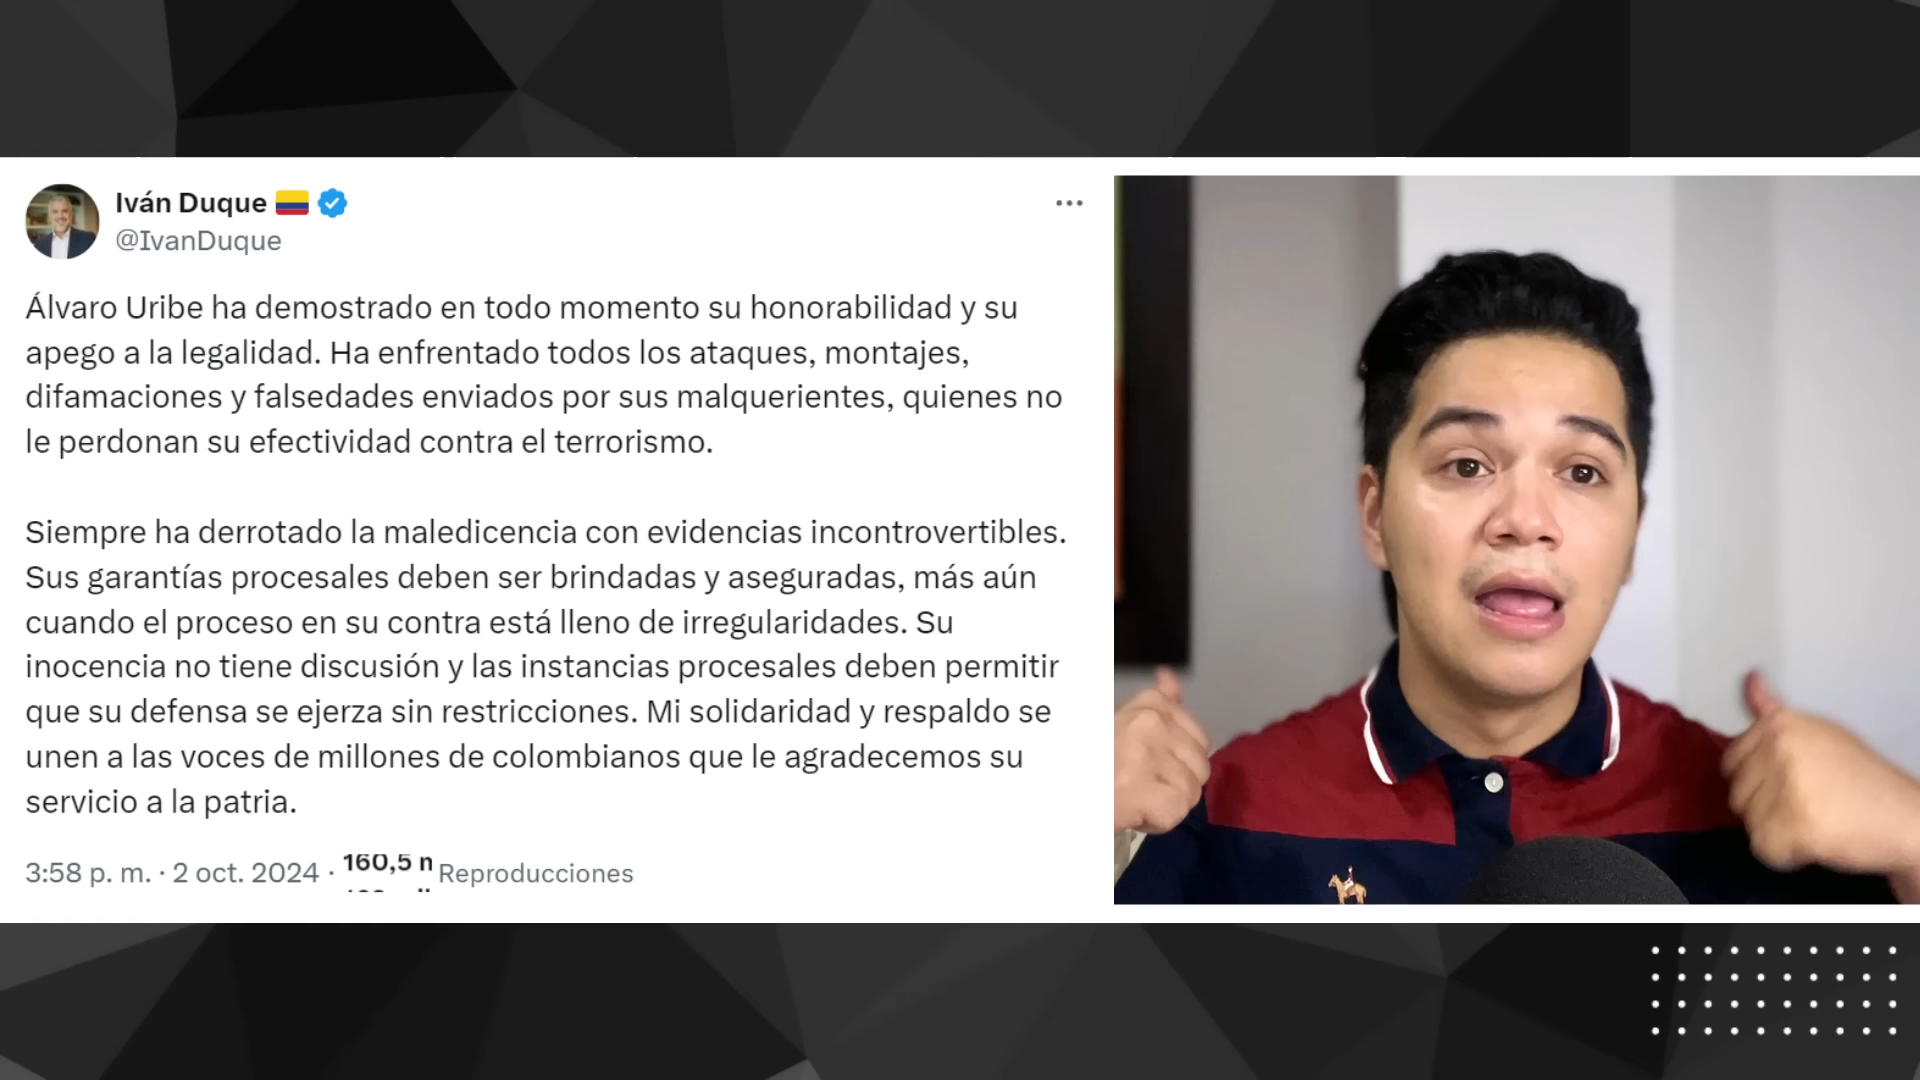 Iván Duque
@IvanDuque
Álvaro Uribe ha demostrado en todo momento su honorabilidad y su
apego a la legalidad. Ha enfrentado todos los ataques, montajes,
difamaciones y falsedades enviados por sus malquerientes, quienes no
le perdonan su efectividad contra el terrorismo.
Siempre ha derrotado la maledicencia con evidencias incontrovertibles.
Sus garantías procesales deben ser brindadas y aseguradas, más aún
cuando el proceso en su contra está lleno de irregularidades. Su
inocencia no tiene discusión y las instancias procesales deben permitir
que su defensa se ejerza sin restricciones. Mi solidaridad y respaldo se
unen a las voces de millones de colombianos que le agradecemos su
servicio a la patria.
3:58 p. m. · 2 oct. 2024 · 160,5 Reproducciones